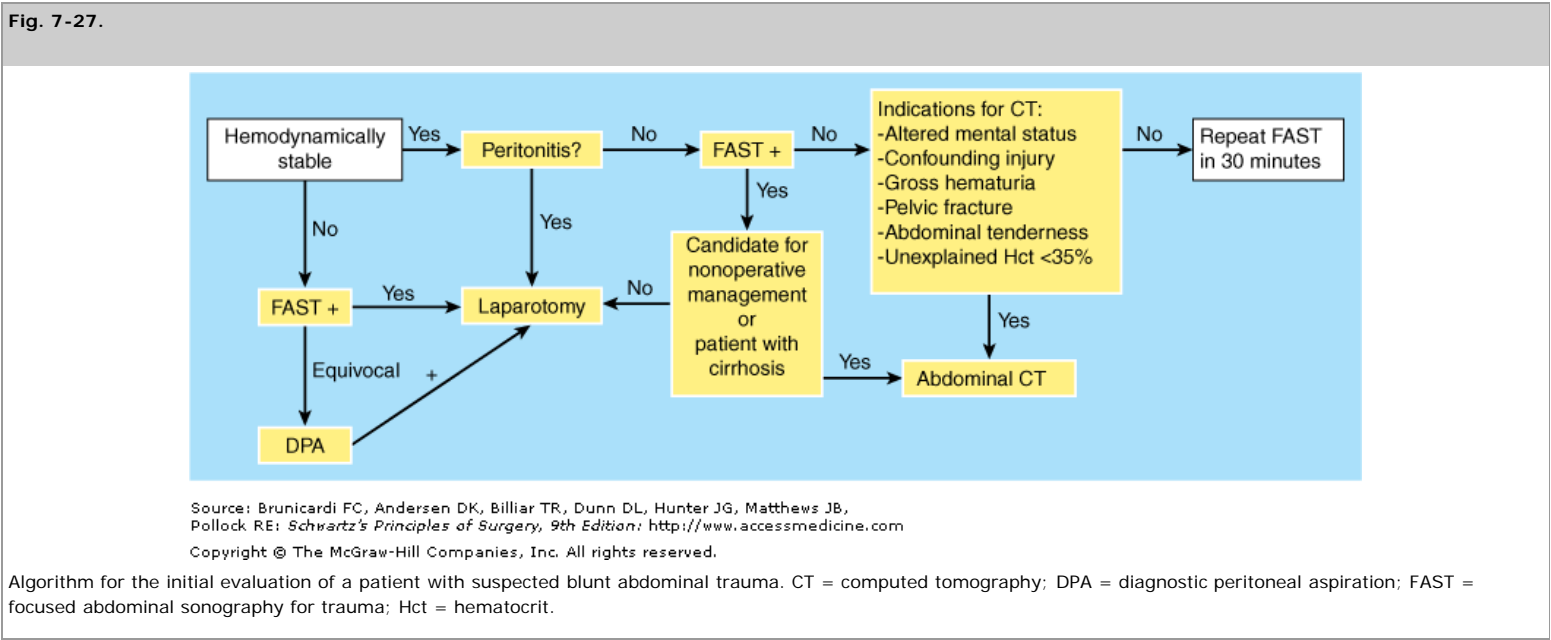 Fig. 7-27.
Hemodynamically
stable
Yes
Peritonitis?
No
FAST +
No
Indications for CT:
-Altered mental status
-Confounding injury
-Gross hematuria
-Pelvic fracture
-Abdominal tenderness
-Unexplained Hct <35%
No
Repeat FAST
in 30 minutes
No
Yes
Yes
FAST +
Yes
Laparotomy
No
Candidate for
nonoperative
management
or
patient with
cirrhosis
Yes
Yes
Abdominal CT
Equivocal
+
DPA
Source: Brunicardi FC, Andersen DK, Billiar TR, Dunn DL, Hunter JG, Matthews JB,
Pollock RE: Schwartz's Principles of Surgery, 9th Edition: http://www.accessmedicine.com
Copyright © The McGraw-Hill Companies, Inc. All rights reserved.
Algorithm for the initial evaluation of a patient with suspected blunt abdominal trauma. CT = computed tomography; DPA = diagnostic peritoneal aspiration; FAST =
focused abdominal sonography for trauma; Hct = hematocrit.